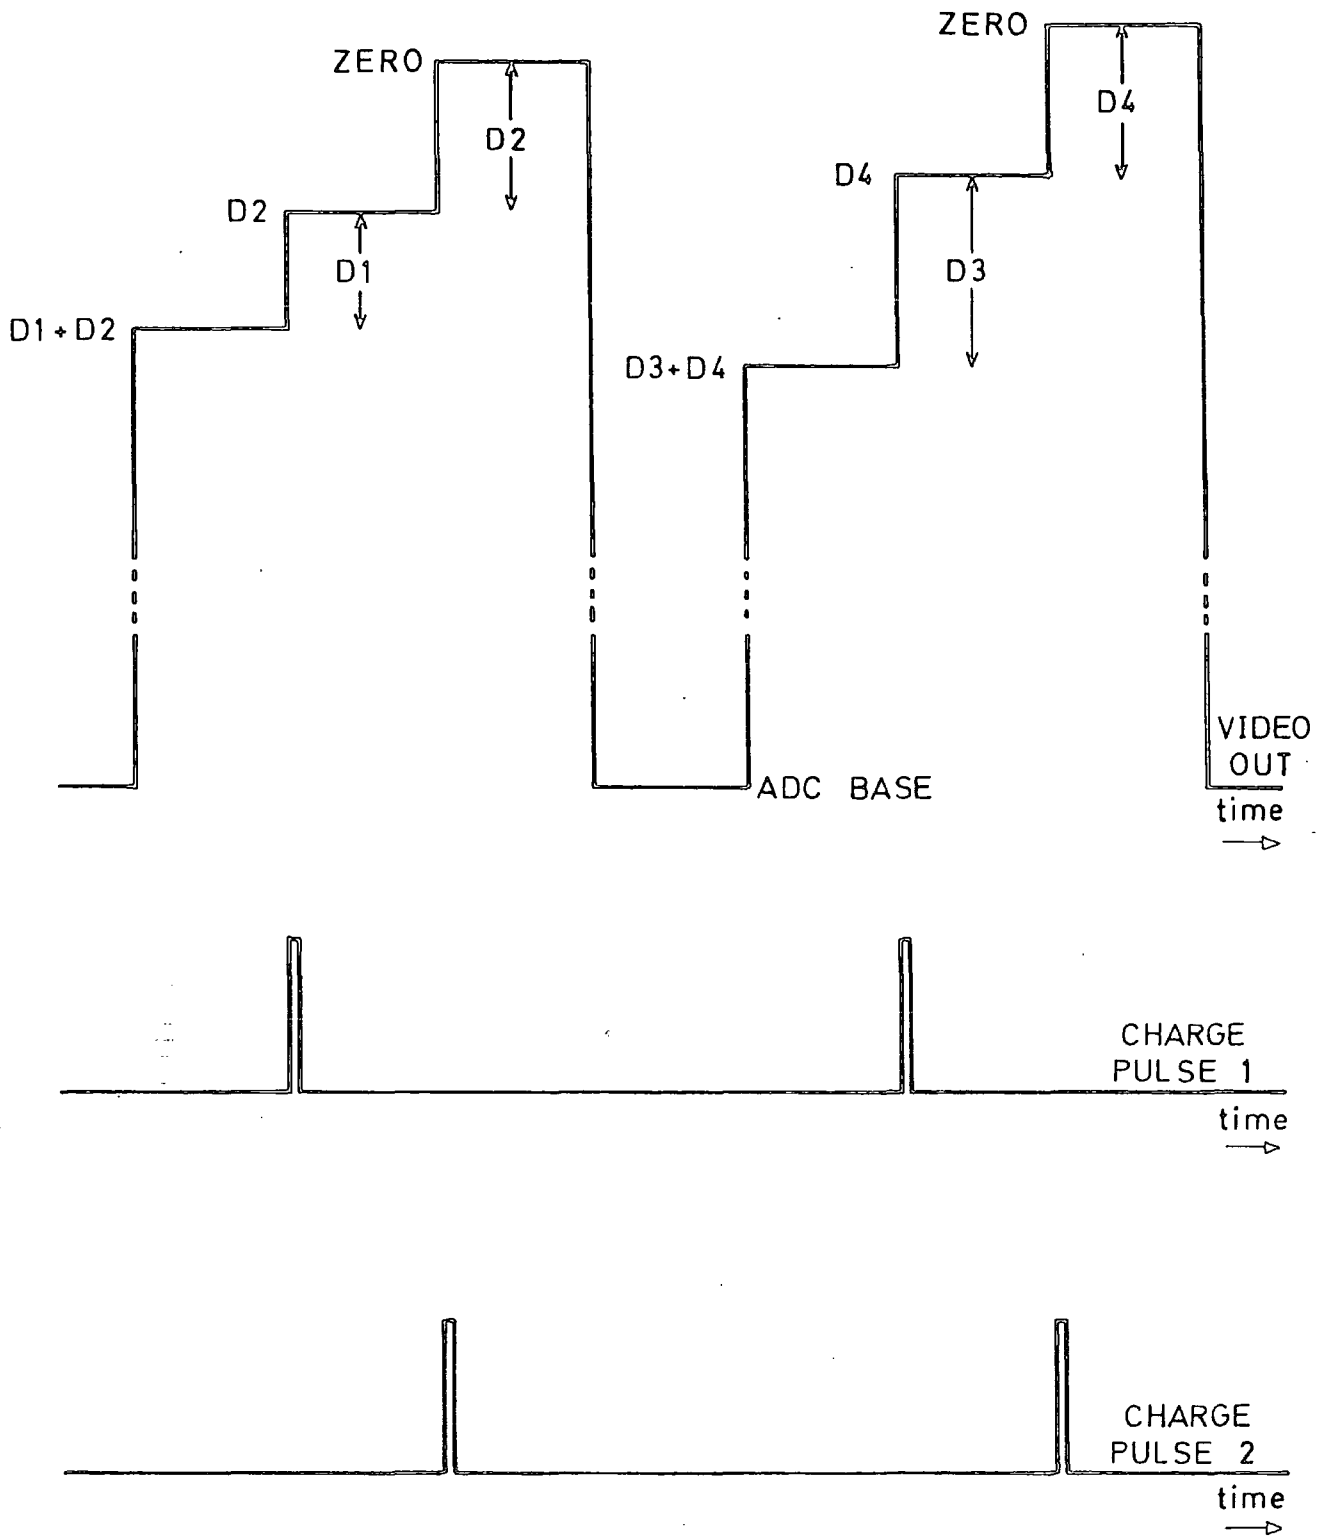 ZERO
ZERO
D2
D4
D4
D2
D1
D3
D1+D2
D3+D4
VIDEO
OUT
ADC BASE
time
CHARGE
PULSE 1
time
CHARGE
PULSE 2
time